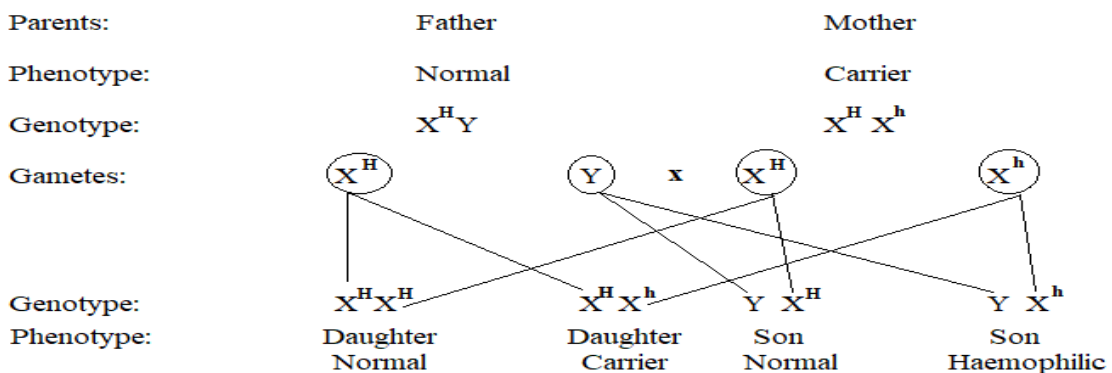 Parents: Father Mother
Phenotype: Normal Carrier
Genotype: X^H Y X^H X^h
Gametes: X^H Y x X^H X^h
Genotype: X^H X^H X^H X^h Y X^H Y X^h
Phenotype: Daughter Daughter Son Son
Normal Carrier Normal Haemophilic